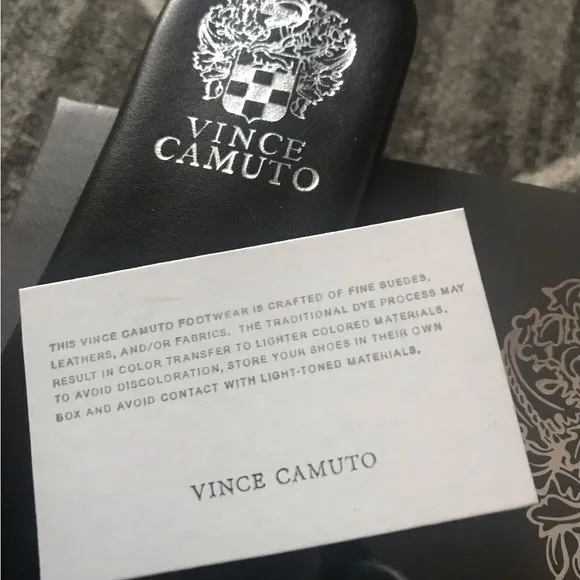 VINCE
CAMUTO
THIS VINCE CAMUTO FOOTWEAR IS CRAFTED OF FINE SUEDES,
LEATHERS, AND/OR FABRICS. THE TRADITIONAL DYE PROCESS MAY
RESULT IN COLOR TRANSFER TO LIGHTER COLORED MATERIALS.
TO AVOID DISCOLORATION, STORE YOUR SHOES IN THEIR OWN
BOX AND AVOID CONTACT WITH LIGHT-TONED MATERIALS.
VINCE CAMUTO